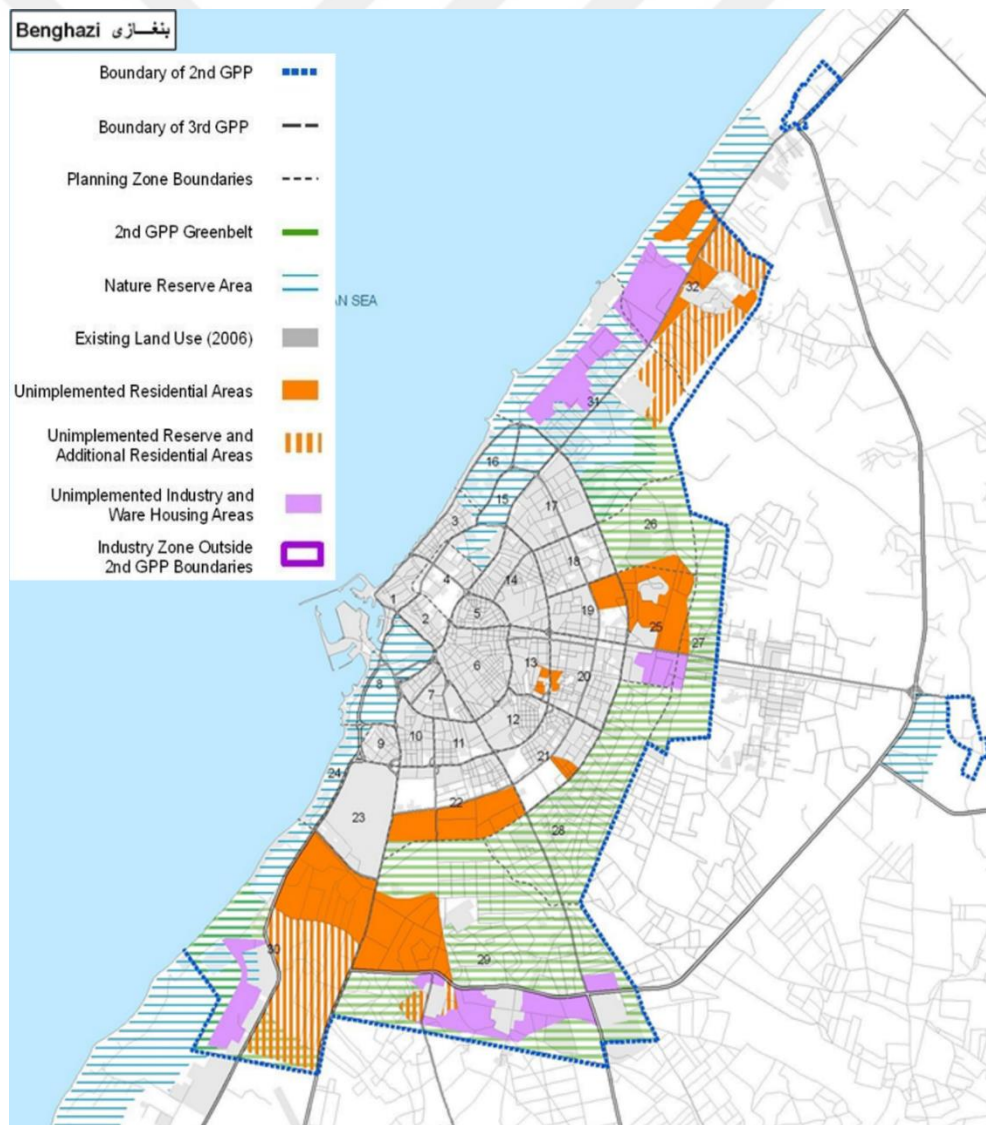 Benghazi بنغــازى
Boundary of 2nd GPP
Boundary of 3rd GPP
Planning Zone Boundaries
2nd GPP Greenbelt
Nature Reserve Area
AN SEA
Existing Land Use (2006)
Unimplemented Residential Areas
Unimplemented Reserve and
Additional Residential Areas
Unimplemented Industry and
Ware Housing Areas
Industry Zone Outside
2nd GPP Boundaries
32
31
16
15
17
3
26
18
14
4
1
2
5
19
25
27
6
13
20
8
7
12
9
10
11
21
24
22
23
28
30
29